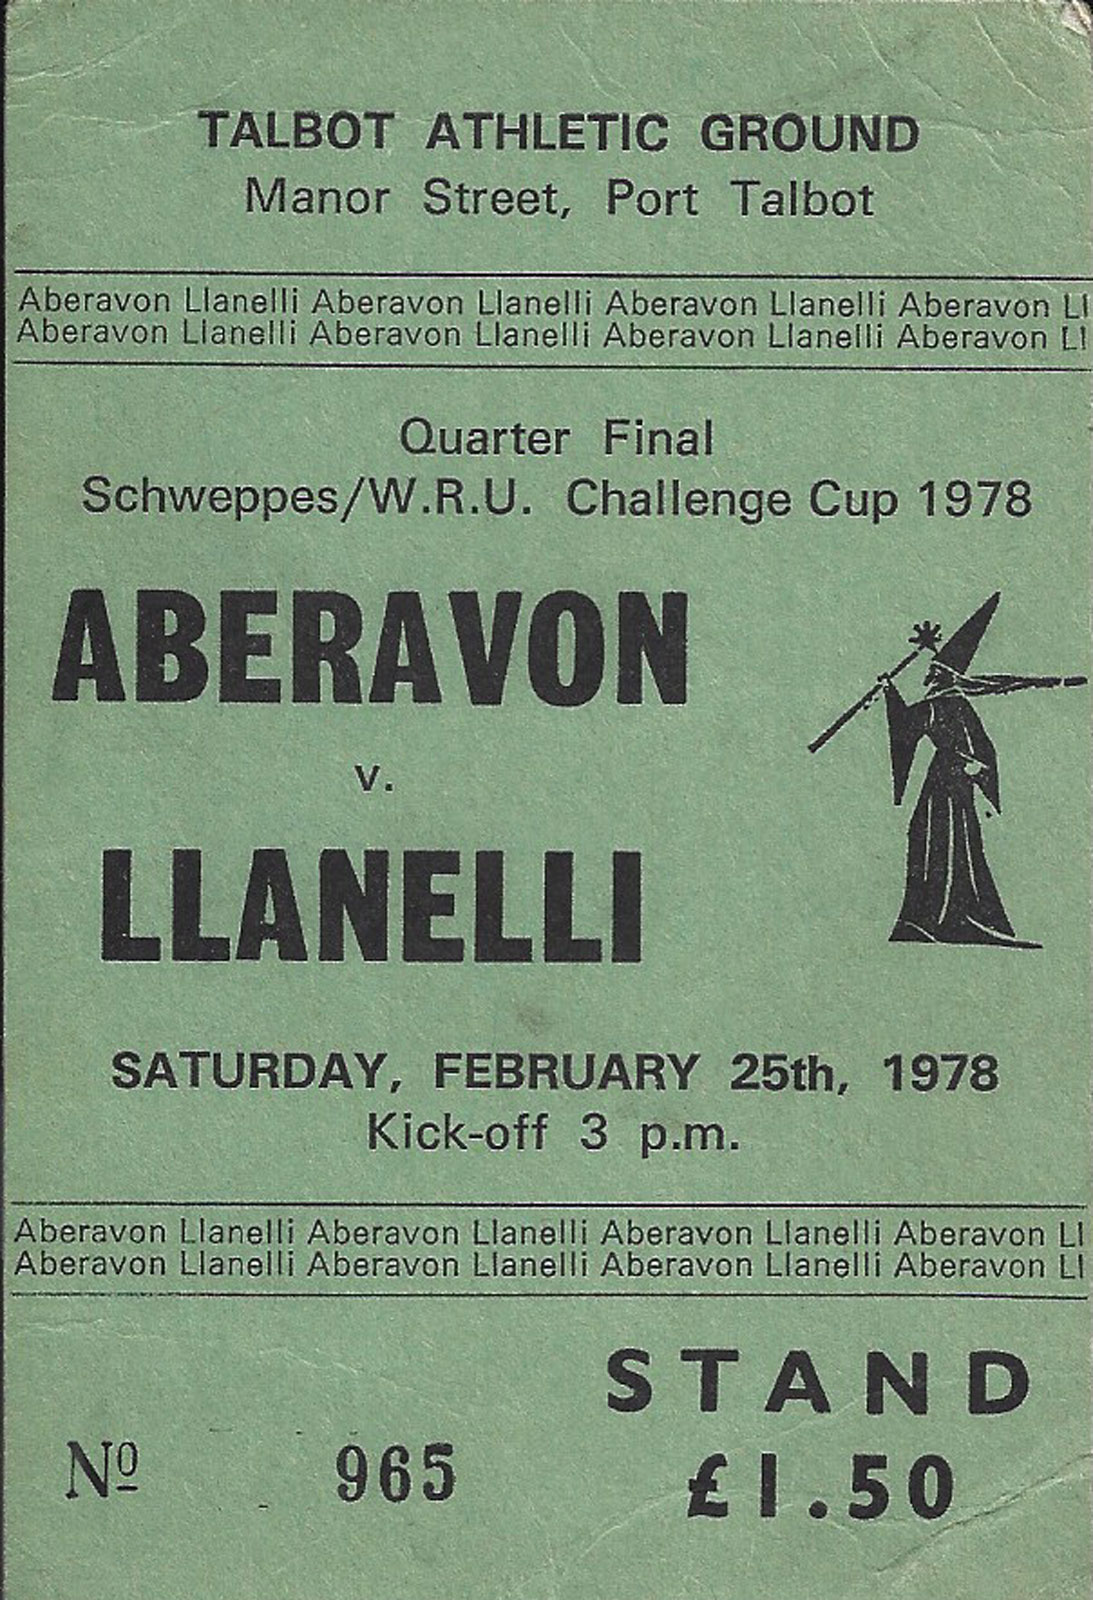 TALBOT ATHLETIC GROUND
Manor Street, Port Talbot
Aberavon Llanelli Aberavon Llanelli Aberavon Llanelli Aberavon Ll
Aberavon Llanelli Aberavon Llanelli Aberavon Llanelli Aberavon Ll
Quarter Final
Schweppes/W.R.U. Challenge Cup 1978
ABERAVON
v.
LLANELLI
SATURDAY, FEBRUARY 25th, 1978
Kick-off 3 p.m.
Aberavon Llanelli Aberavon Llanelli Aberavon Llanelli Aberavon Ll
Aberavon Llanelli Aberavon Llanelli Aberavon Llanelli Aberavon Ll
STAND
Nº 965 £1.50